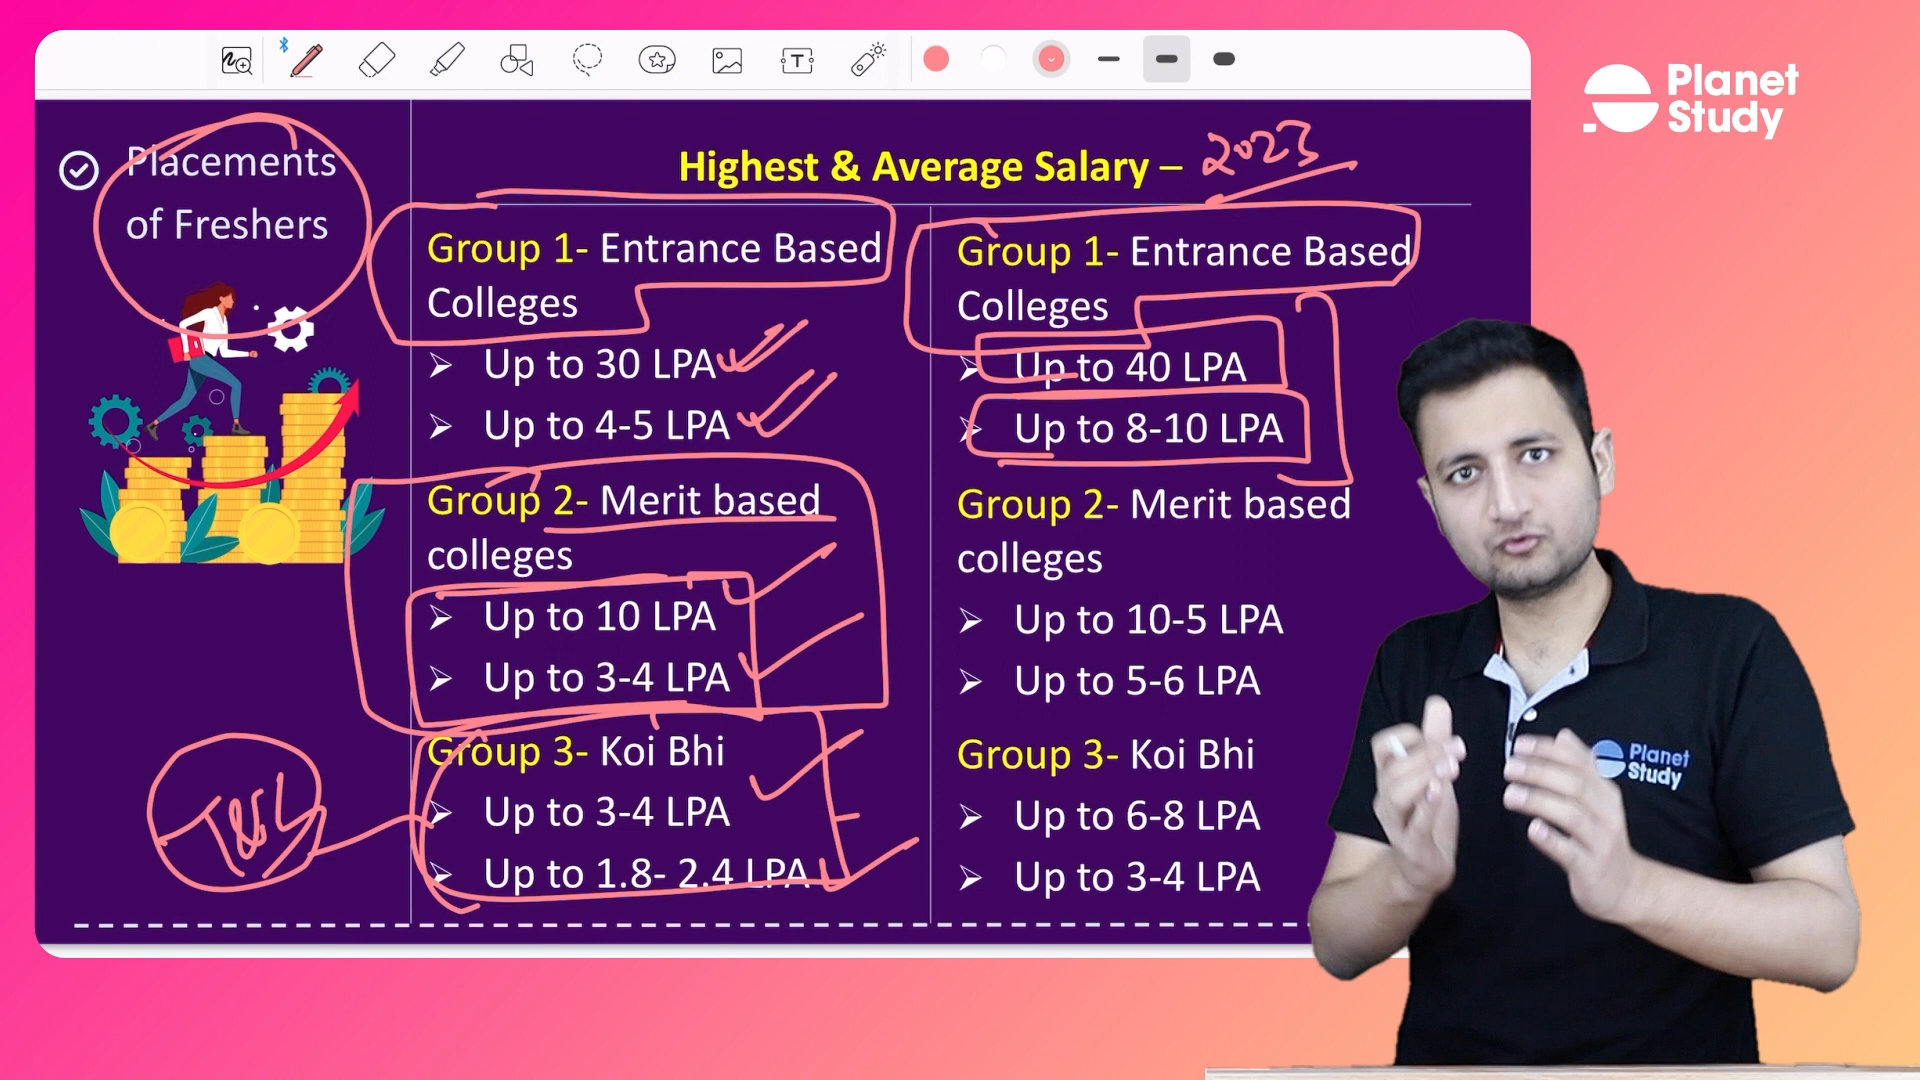 Planet
Study
Placements
of Freshers
Highest & Average Salary – 2023
Group 1- Entrance Based
Colleges
Up to 30 LPA
Up to 4-5 LPA
Group 2- Merit based
colleges
Up to 10 LPA
Up to 3-4 LPA
Group 3- Koi Bhi
Up to 3-4 LPA
Up to 1.8- 2.4 LPA
Group 1- Entrance Based
Colleges
Up to 40 LPA
Up to 8-10 LPA
Group 2- Merit based
colleges
Up to 10-5 LPA
Up to 5-6 LPA
Group 3- Koi Bhi
Up to 6-8 LPA
Up to 3-4 LPA
Planet
Study